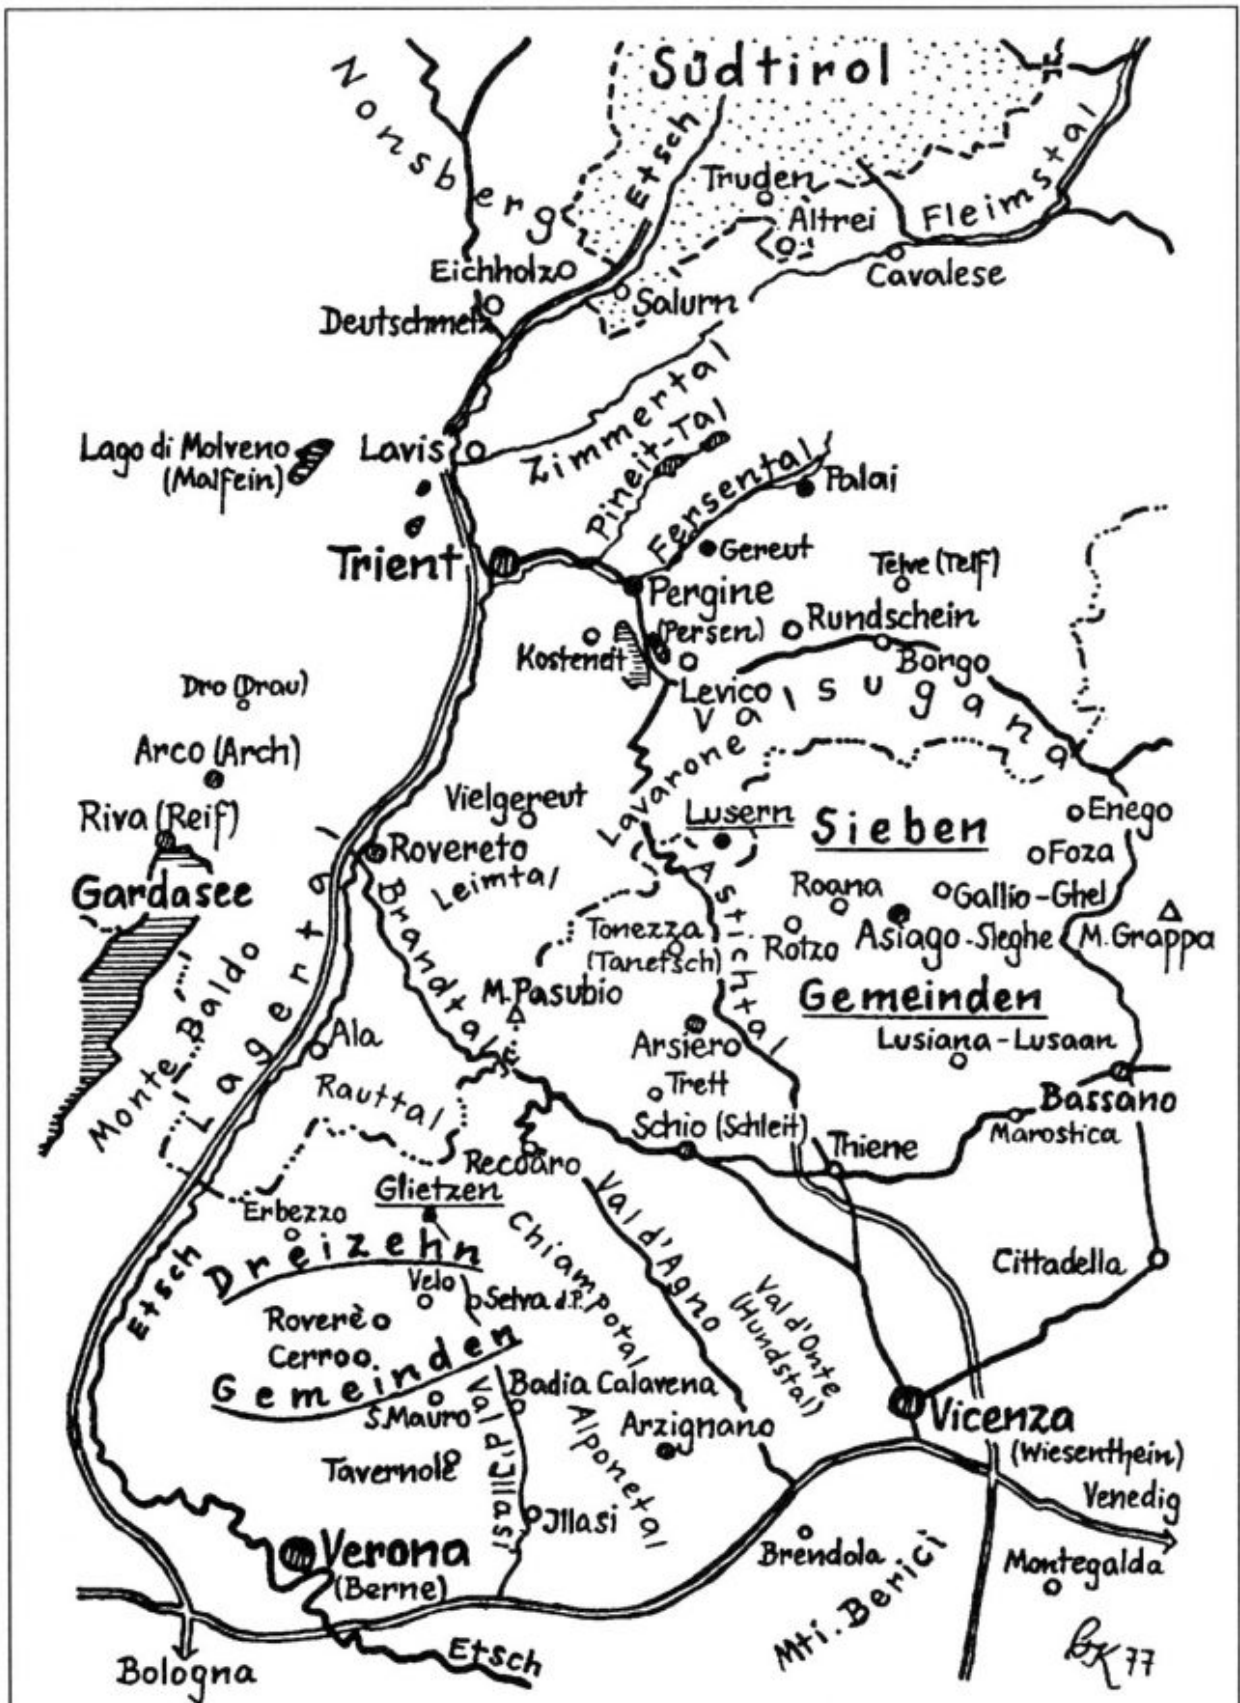 Südtirol
Nonsberg
Etsch
Truden
Altrei
Fleimstal
Eichholz
Cavalese
Deutschmetz
Salurn
Zimmertal
Lago di Molveno
(Malfein)
Lavis
Pineit-Tal
Fersental
Palai
Trient
Gereut
Telve (Telf)
Pergine
(Persen)
Rundschein
Borgo
Levico
Valsugana
Dro (Drau)
Arco (Arch)
Lavarone
Vielgereut
Lusern
Sieben
Enego
Riva (Reif)
Rovereto
Leimtal
Foza
Gardasee
Roana
Gallio-Ghel
Lagertal
Brandtal
Astichtal
Tonezza
(Tanetsch)
Rotzo
Asiago-Sleghe
M. Grappa
Monte Baldo
M. Pasubio
Gemeinden
Ala
Arsiero
Lusiana-Lusaan
Rauttal
Trett
Bassano
Schio (Schleit)
Marostica
Recoaro
Thiene
Glietzen
Erbezzo
Val d'Agno
Chiampotal
Dreizehn
Cittadella
Etsch
Velo
Selva d.P.
Val d'Onte
(Hundstal)
Roverè
Cerro
Gemeinden
Badia Calavena
S. Mauro
Val d'Jllasi
Alponetal
Arzignano
Vicenza
(Wiesenthein)
Tavernole
Venedig
Jllasi
Verona
(Berne)
Brendola
Montegalda
Mti. Berici
Etsch
Bologna
BK 77